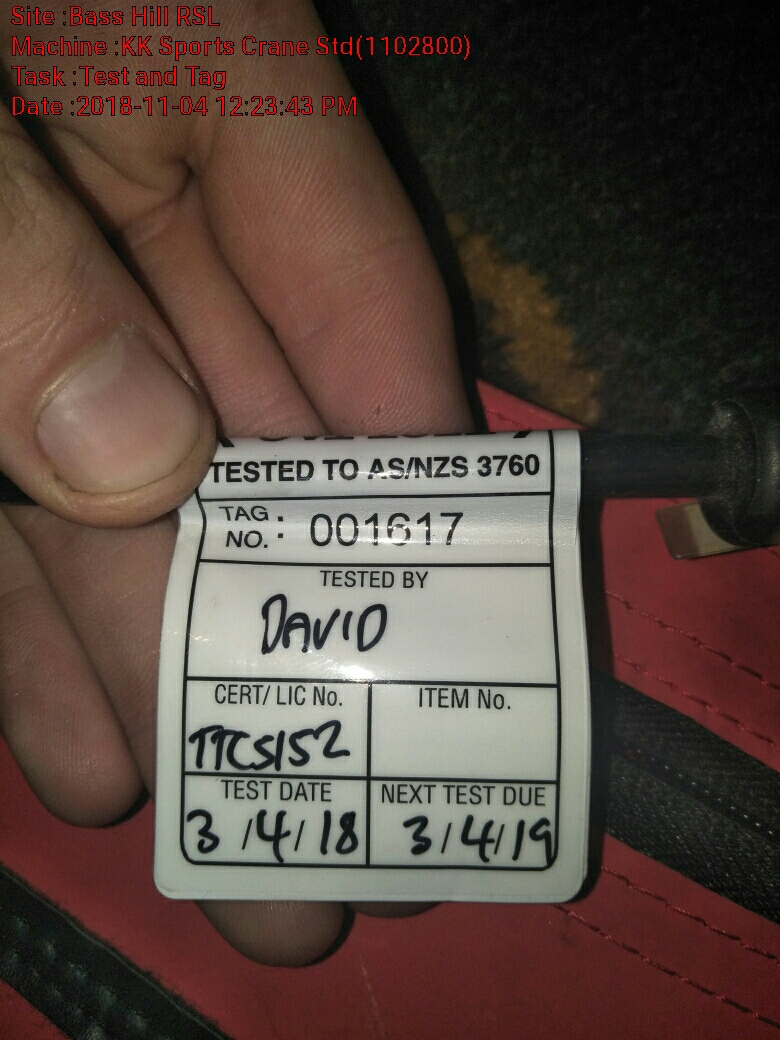 Site :Bass Hill RSL
Machine :KK Sports Crane Std(1102800)
Task :Test and Tag
Date :2018-11-04 12:23:43 PM
TESTED TO AS/NZS 3760
TAG NO. : 001617
TESTED BY
DAVID
CERT/ LIC No.
ITEM No.
TTCS152
TEST DATE
NEXT TEST DUE
3/4/18
3/4/19